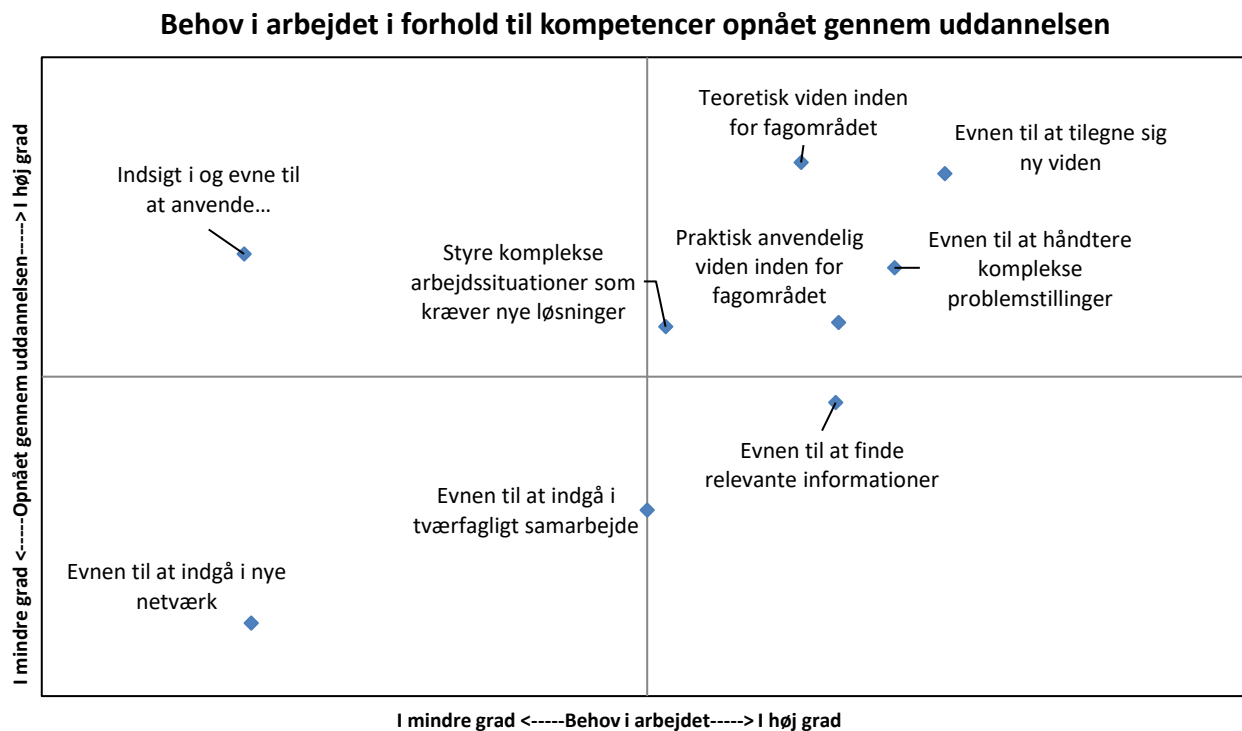 Behov i arbejdet i forhold til kompetencer opnået gennem uddannelsen
Teoretisk viden inden
for fagområdet
Evnen til at tilegne sig
ny viden
Indsigt i og evne til
at anvende…
Styre komplekse
arbejdssituationer som
kræver nye løsninger
Praktisk anvendelig
viden inden for
fagområdet
Evnen til at håndtere
komplekse
problemstillinger
Evnen til at finde
relevante informationer
Evnen til at indgå i
tværfagligt samarbejde
Evnen til at indgå i nye
netværk
I mindre grad <-----Opnået gennem uddannelsen-----> I høj grad
I mindre grad <-----Behov i arbejdet-----> I høj grad